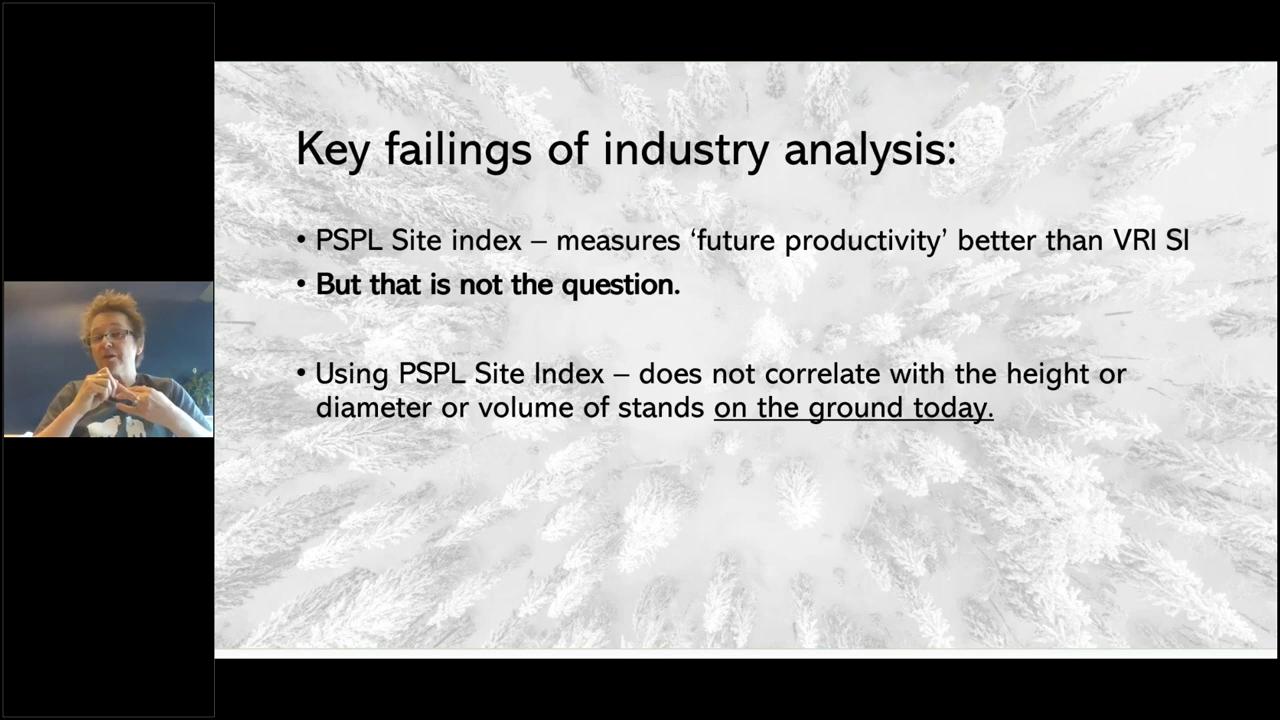 Key failings of industry analysis:
• PSPL Site index – measures ‘future productivity’ better than VRI SI
• But that is not the question.
• Using PSPL Site Index – does not correlate with the height or
diameter or volume of stands on the ground today.